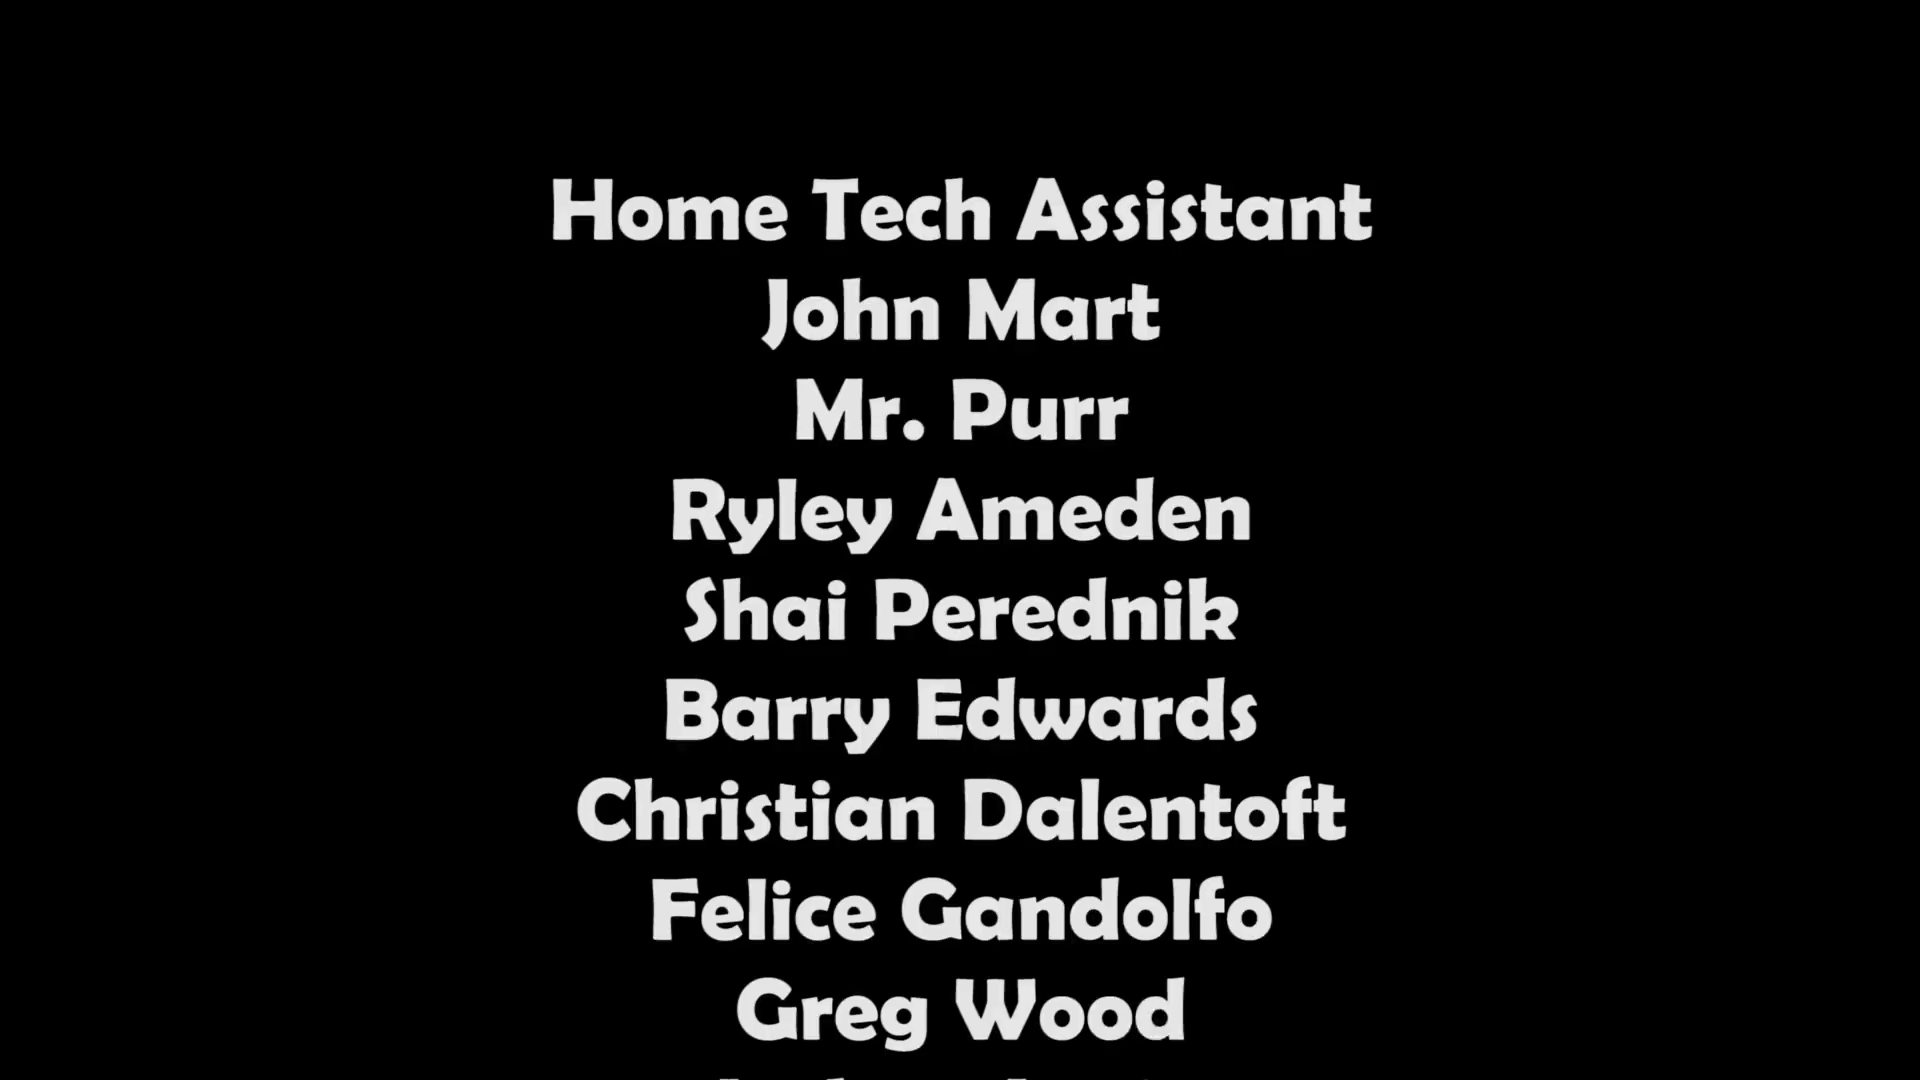 Home Tech Assistant
John Mart
Mr. Purr
Ryley Ameden
Shai Perednik
Barry Edwards
Christian Dalentoft
Felice Gandolfo
Greg Wood